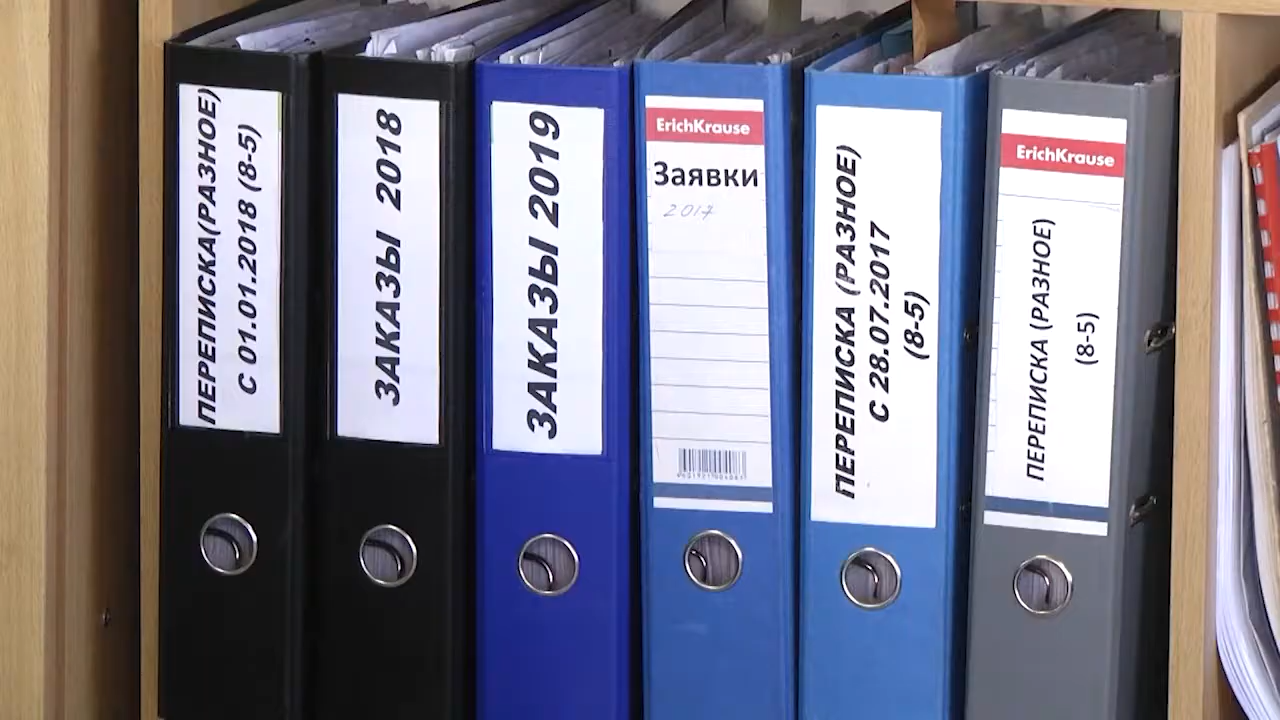 ПЕРЕПИСКА(РАЗНОЕ)
С 01.01.2018 (8-5)
ЗАКАЗЫ 2018
ЗАКАЗЫ 2019
ErichKrause
Заявки
2017
ПЕРЕПИСКА (РАЗНОЕ)
С 28.07.2017
(8-5)
ErichKrause
ПЕРЕПИСКА (РАЗНОЕ)
(8-5)